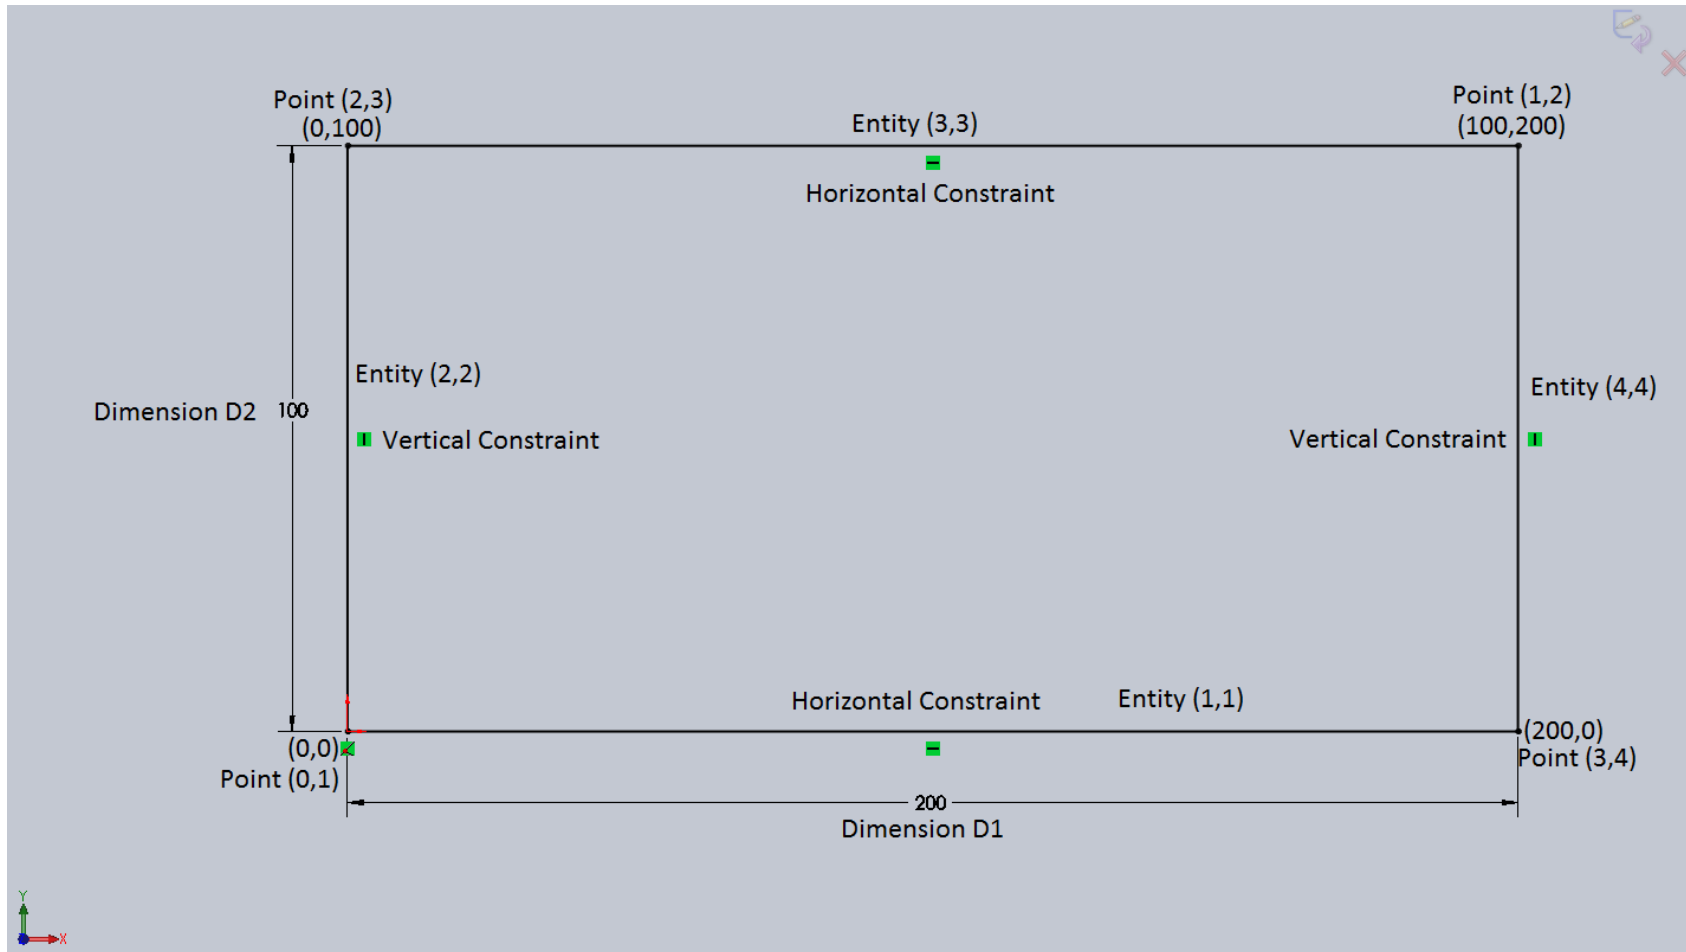 Point (2,3)
(0,100)
Entity (3,3)
Point (1,2)
(100,200)
Horizontal Constraint
Entity (2,2)
Dimension D2
100
Vertical Constraint
Entity (4,4)
Vertical Constraint
Horizontal Constraint
Entity (1,1)
(0,0)
Point (0,1)
(200,0)
Point (3,4)
200
Dimension D1
Y
X